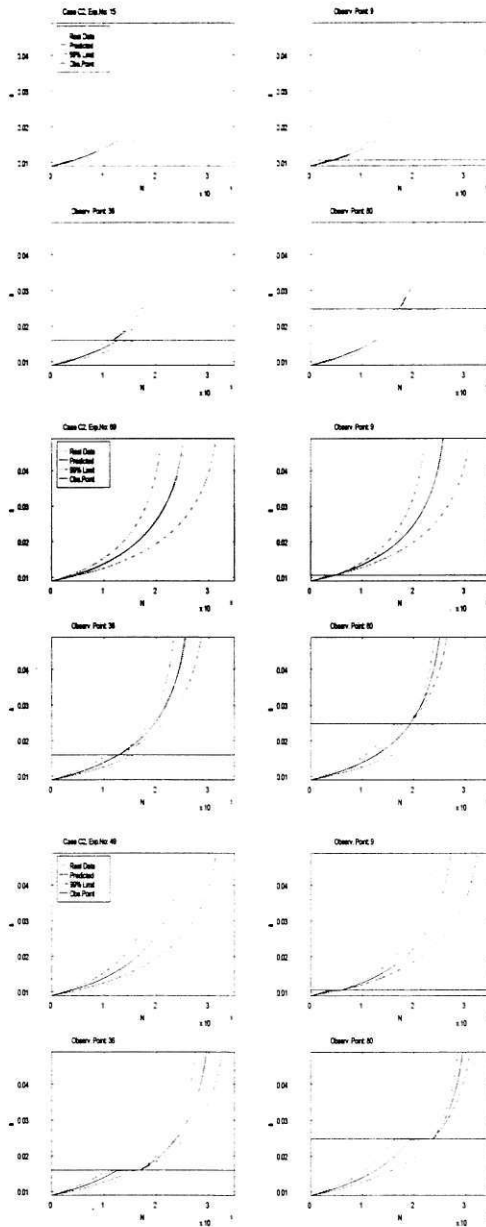 Case C2, Exp.No: 15
Observ. Point 9
Real Data
Predicted
99% Limit
Obs.Point
0.04
0.03
0.02
0.01
0 1 2 3
N
x 10
0.04
0.03
0.02
0.01
0 1 2 3
N
x 10
Observ. Point 36
Observ. Point 80
0.04
0.03
0.02
0.01
0 1 2 3
N
x 10
0.04
0.03
0.02
0.01
0 1 2 3
N
x 10
Case C2, Exp.No: 69
Observ. Point 9
Real Data
Predicted
99% Limit
Obs.Point
0.04
0.03
0.02
0.01
0 1 2 3
N
x 10
0.04
0.03
0.02
0.01
0 1 2 3
N
x 10
Observ. Point 36
Observ. Point 80
0.04
0.03
0.02
0.01
0 1 2 3
N
x 10
0.04
0.03
0.02
0.01
0 1 2 3
N
x 10
Case C2, Exp.No: 49
Observ. Point 9
Real Data
Predicted
99% Limit
Obs.Point
0.04
0.03
0.02
0.01
0 1 2 3
N
x 10
0.04
0.03
0.02
0.01
0 1 2 3
N
x 10
Observ. Point 36
Observ. Point 80
0.04
0.03
0.02
0.01
0 1 2 3
N
x 10
0.04
0.03
0.02
0.01
0 1 2 3
N
x 10